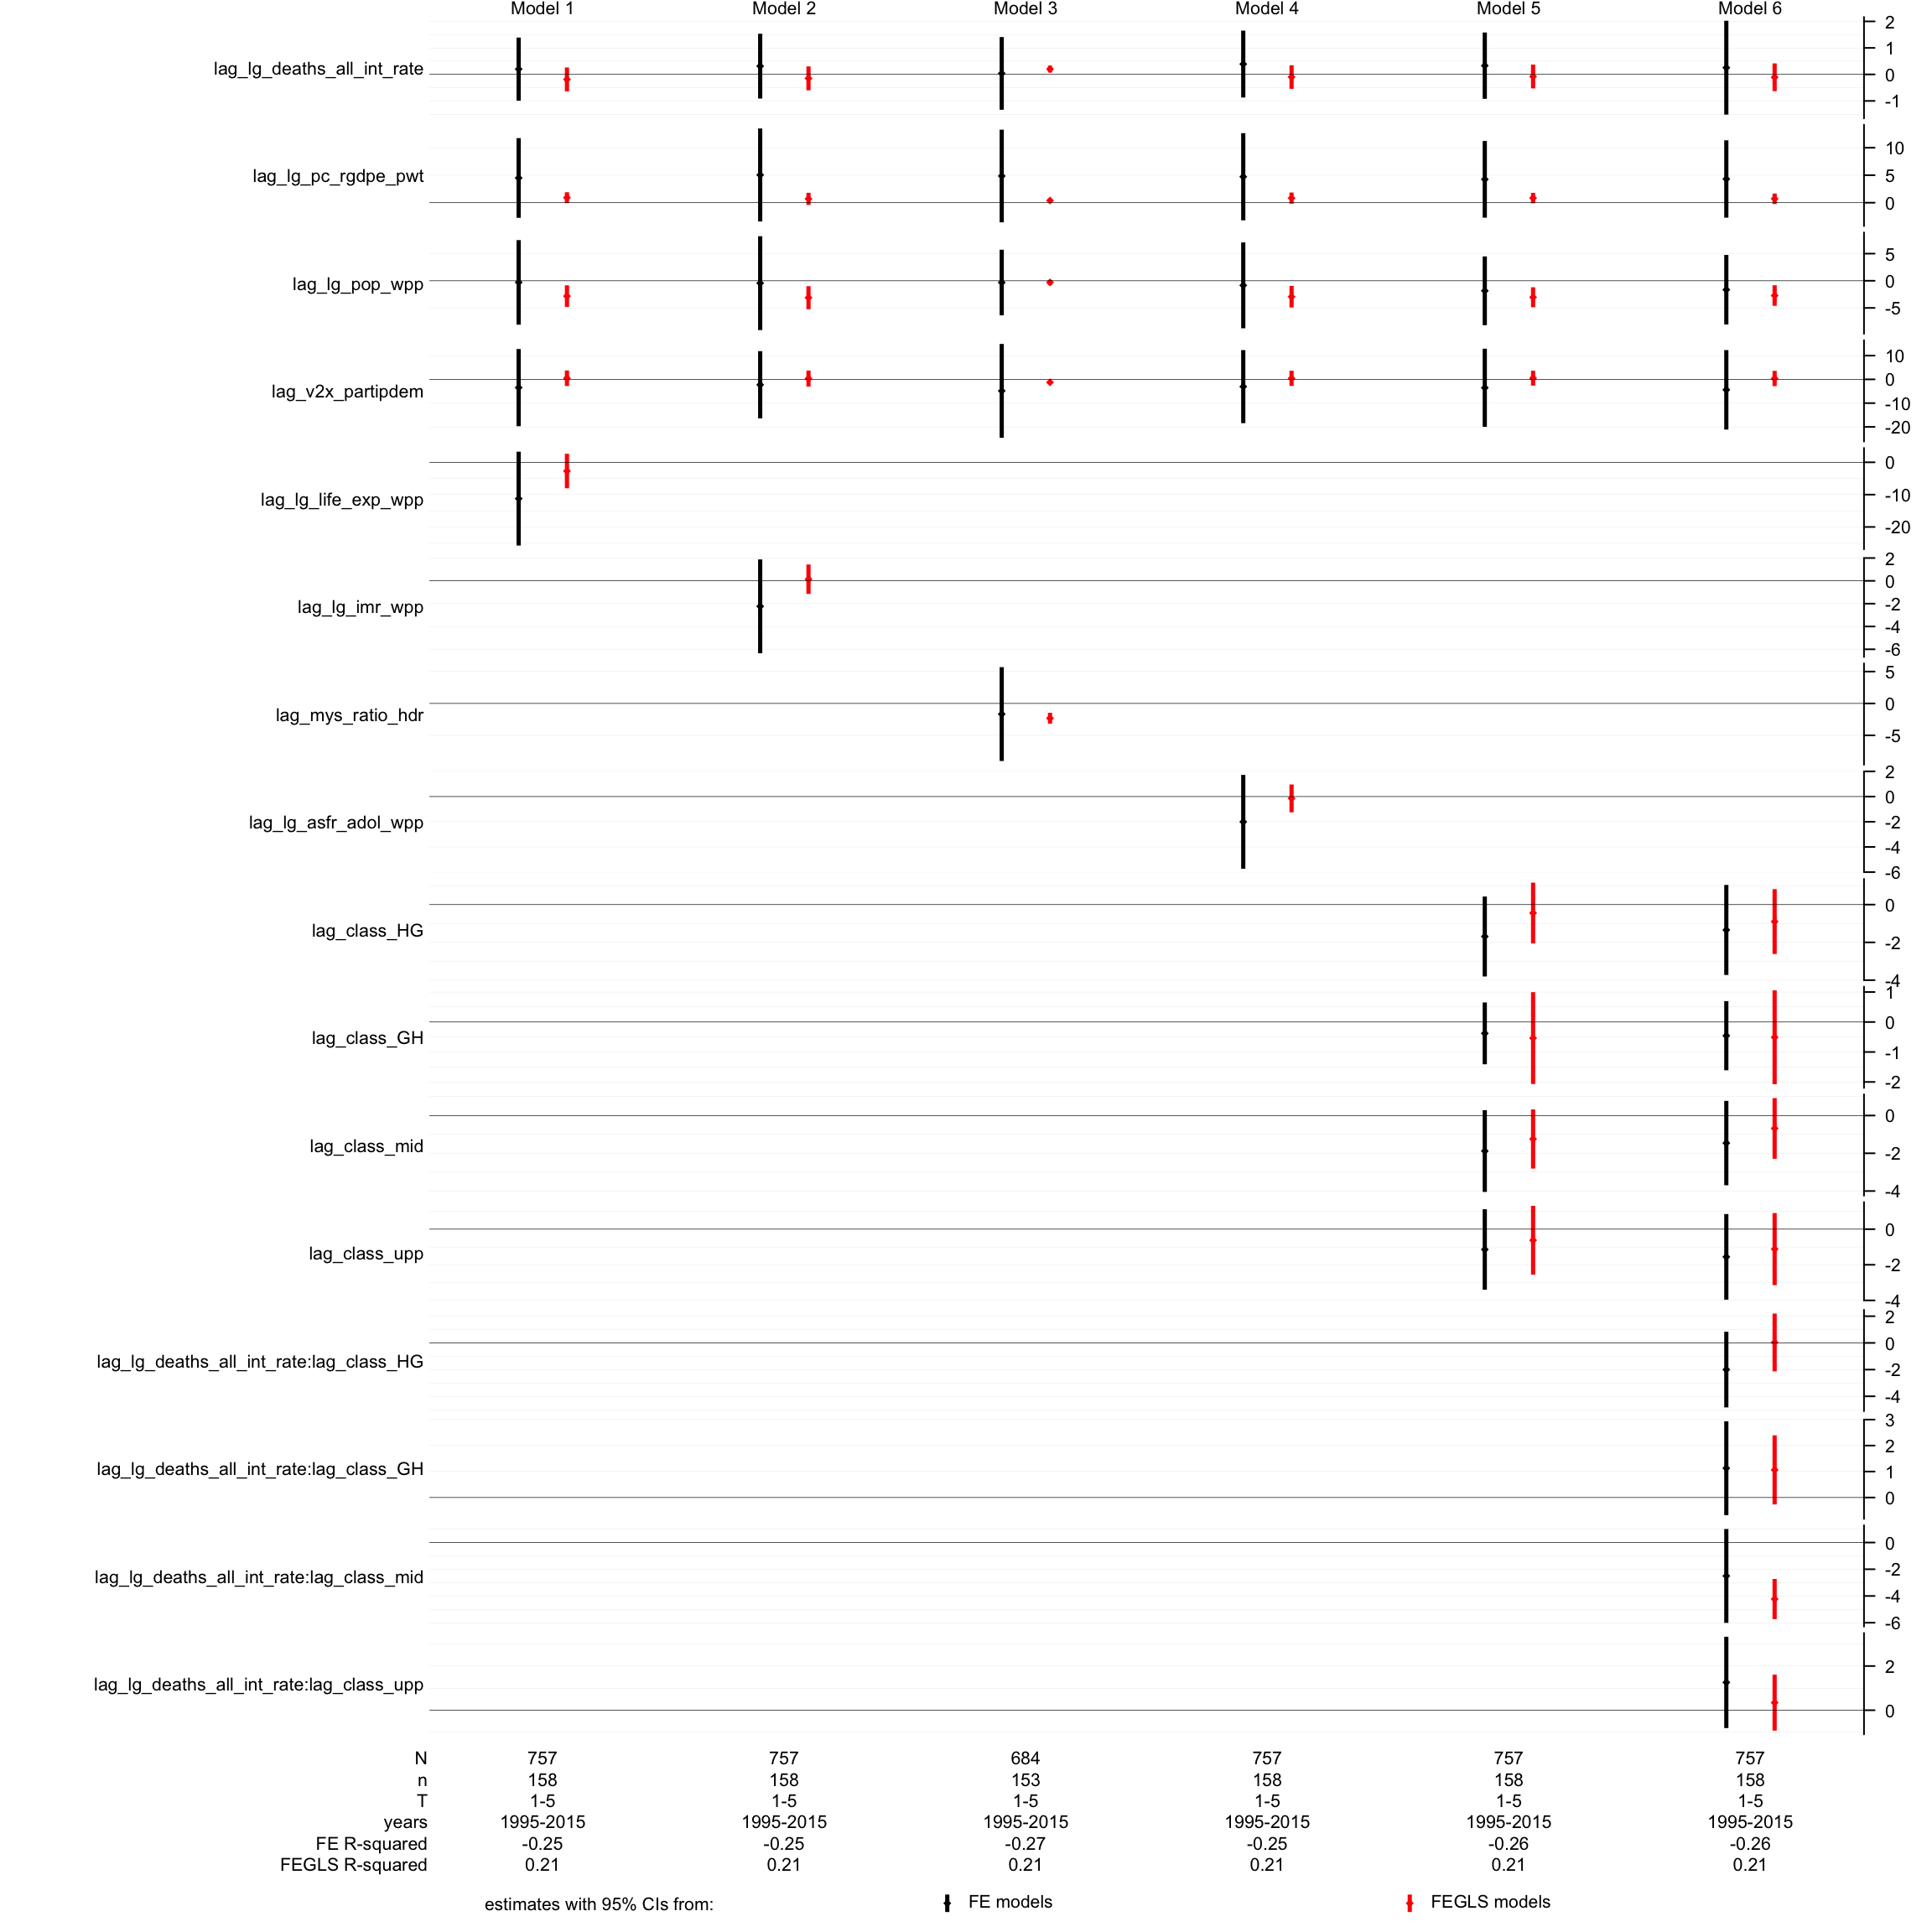 Model 1 Model 2 Model 3 Model 4 Model 5 Model 6
lag_lg_deaths_all_int_rate
2
1
0
-1
lag_lg_pc_rgdpe_pwt
10
5
0
lag_lg_pop_wpp
5
0
-5
lag_v2x_partipdem
10
0
-10
-20
lag_lg_life_exp_wpp
0
-10
-20
lag_lg_imr_wpp
2
0
-2
-4
-6
lag_mys_ratio_hdr
5
0
-5
lag_lg_asfr_adol_wpp
2
0
-2
-4
-6
lag_class_HG
0
-2
-4
lag_class_GH
1
0
-1
-2
lag_class_mid
0
-2
-4
lag_class_upp
0
-2
-4
lag_lg_deaths_all_int_rate:lag_class_HG
2
0
-2
-4
lag_lg_deaths_all_int_rate:lag_class_GH
3
2
1
0
lag_lg_deaths_all_int_rate:lag_class_mid
0
-2
-4
-6
lag_lg_deaths_all_int_rate:lag_class_upp
2
0
N 757 757 684 757 757 757
n 158 158 153 158 158 158
T 1-5 1-5 1-5 1-5 1-5 1-5
years 1995-2015 1995-2015 1995-2015 1995-2015 1995-2015 1995-2015
FE R-squared -0.25 -0.25 -0.27 -0.25 -0.26 -0.26
FEGLS R-squared 0.21 0.21 0.21 0.21 0.21 0.21
estimates with 95% CIs from: FE models FEGLS models